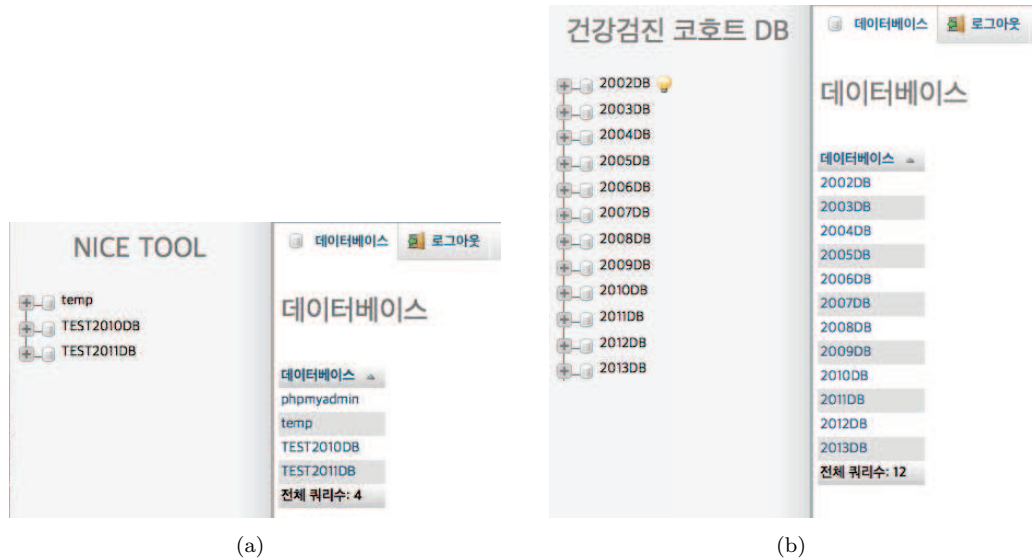 NICE TOOL
temp
TEST2010DB
TEST2011DB
데이터베이스
로그아웃
데이터베이스
데이터베이스
phpmyadmin
temp
TEST2010DB
TEST2011DB
전체 쿼리수: 4
(a)
건강검진 코호트 DB
2002DB
2003DB
2004DB
2005DB
2006DB
2007DB
2008DB
2009DB
2010DB
2011DB
2012DB
2013DB
데이터베이스
로그아웃
데이터베이스
데이터베이스
2002DB
2003DB
2004DB
2005DB
2006DB
2007DB
2008DB
2009DB
2010DB
2011DB
2012DB
2013DB
전체 쿼리수: 12
(b)